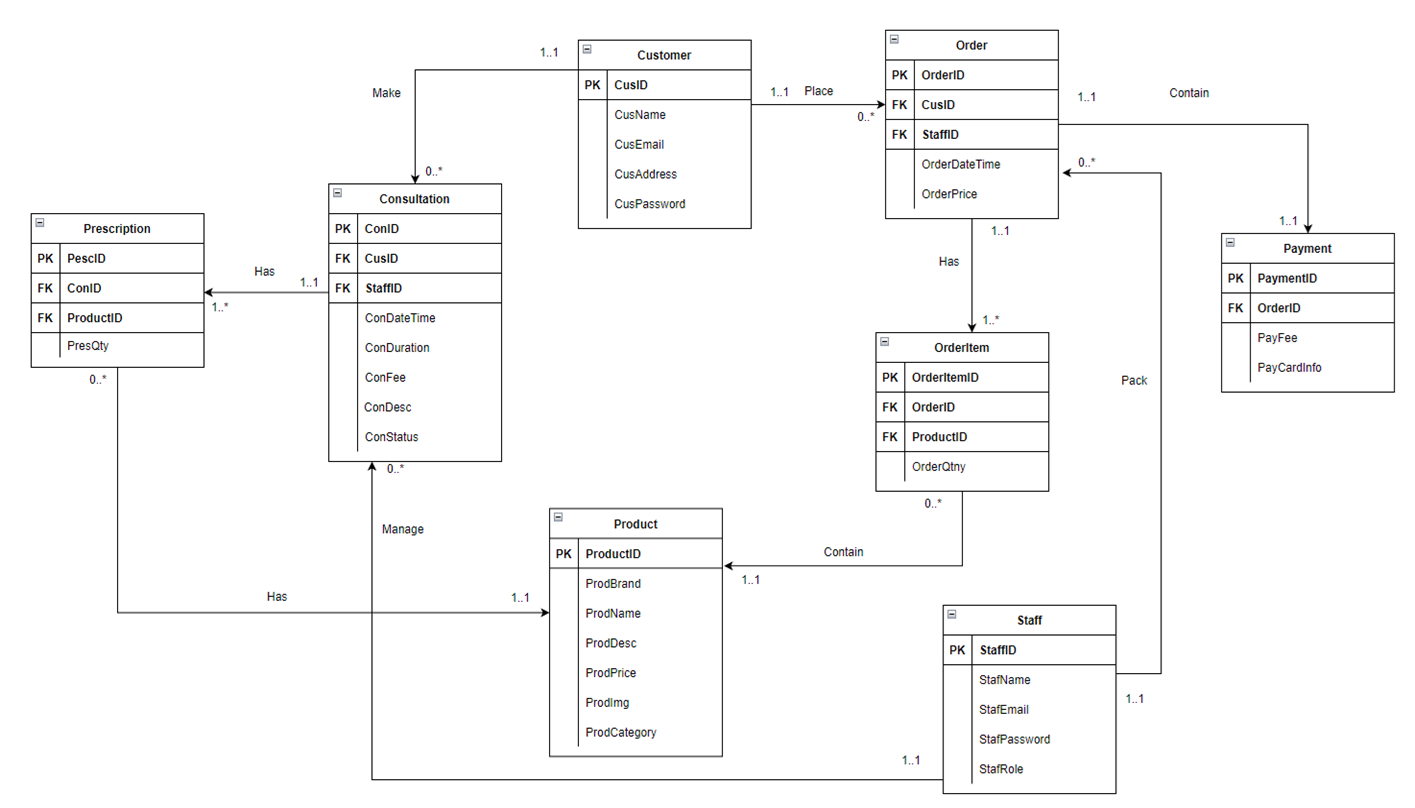 Customer
PK CusID
CusName
CusEmail
CusAddress
CusPassword
1..1
Make
0..*
1..1
Place
0..*
Order
PK OrderID
FK CusID
FK StaffID
OrderDateTime
OrderPrice
1..1
Contain
1..1
0..*
Pack
1..1
Consultation
PK ConID
FK CusID
FK StaffID
ConDateTime
ConDuration
ConFee
ConDesc
ConStatus
Prescription
PK PescID
FK ConID
FK ProductID
PresQty
Has
1..1
1..*
0..*
Has
1..1
Payment
PK PaymentID
FK OrderID
PayFee
PayCardInfo
1..1
Has
1..*
OrderItem
PK OrderItemID
FK OrderID
FK ProductID
OrderQtny
0..*
Contain
1..1
0..*
Manage
1..1
Product
PK ProductID
ProdBrand
ProdName
ProdDesc
ProdPrice
ProdImg
ProdCategory
Staff
PK StaffID
StafName
StafEmail
StafPassword
StafRole